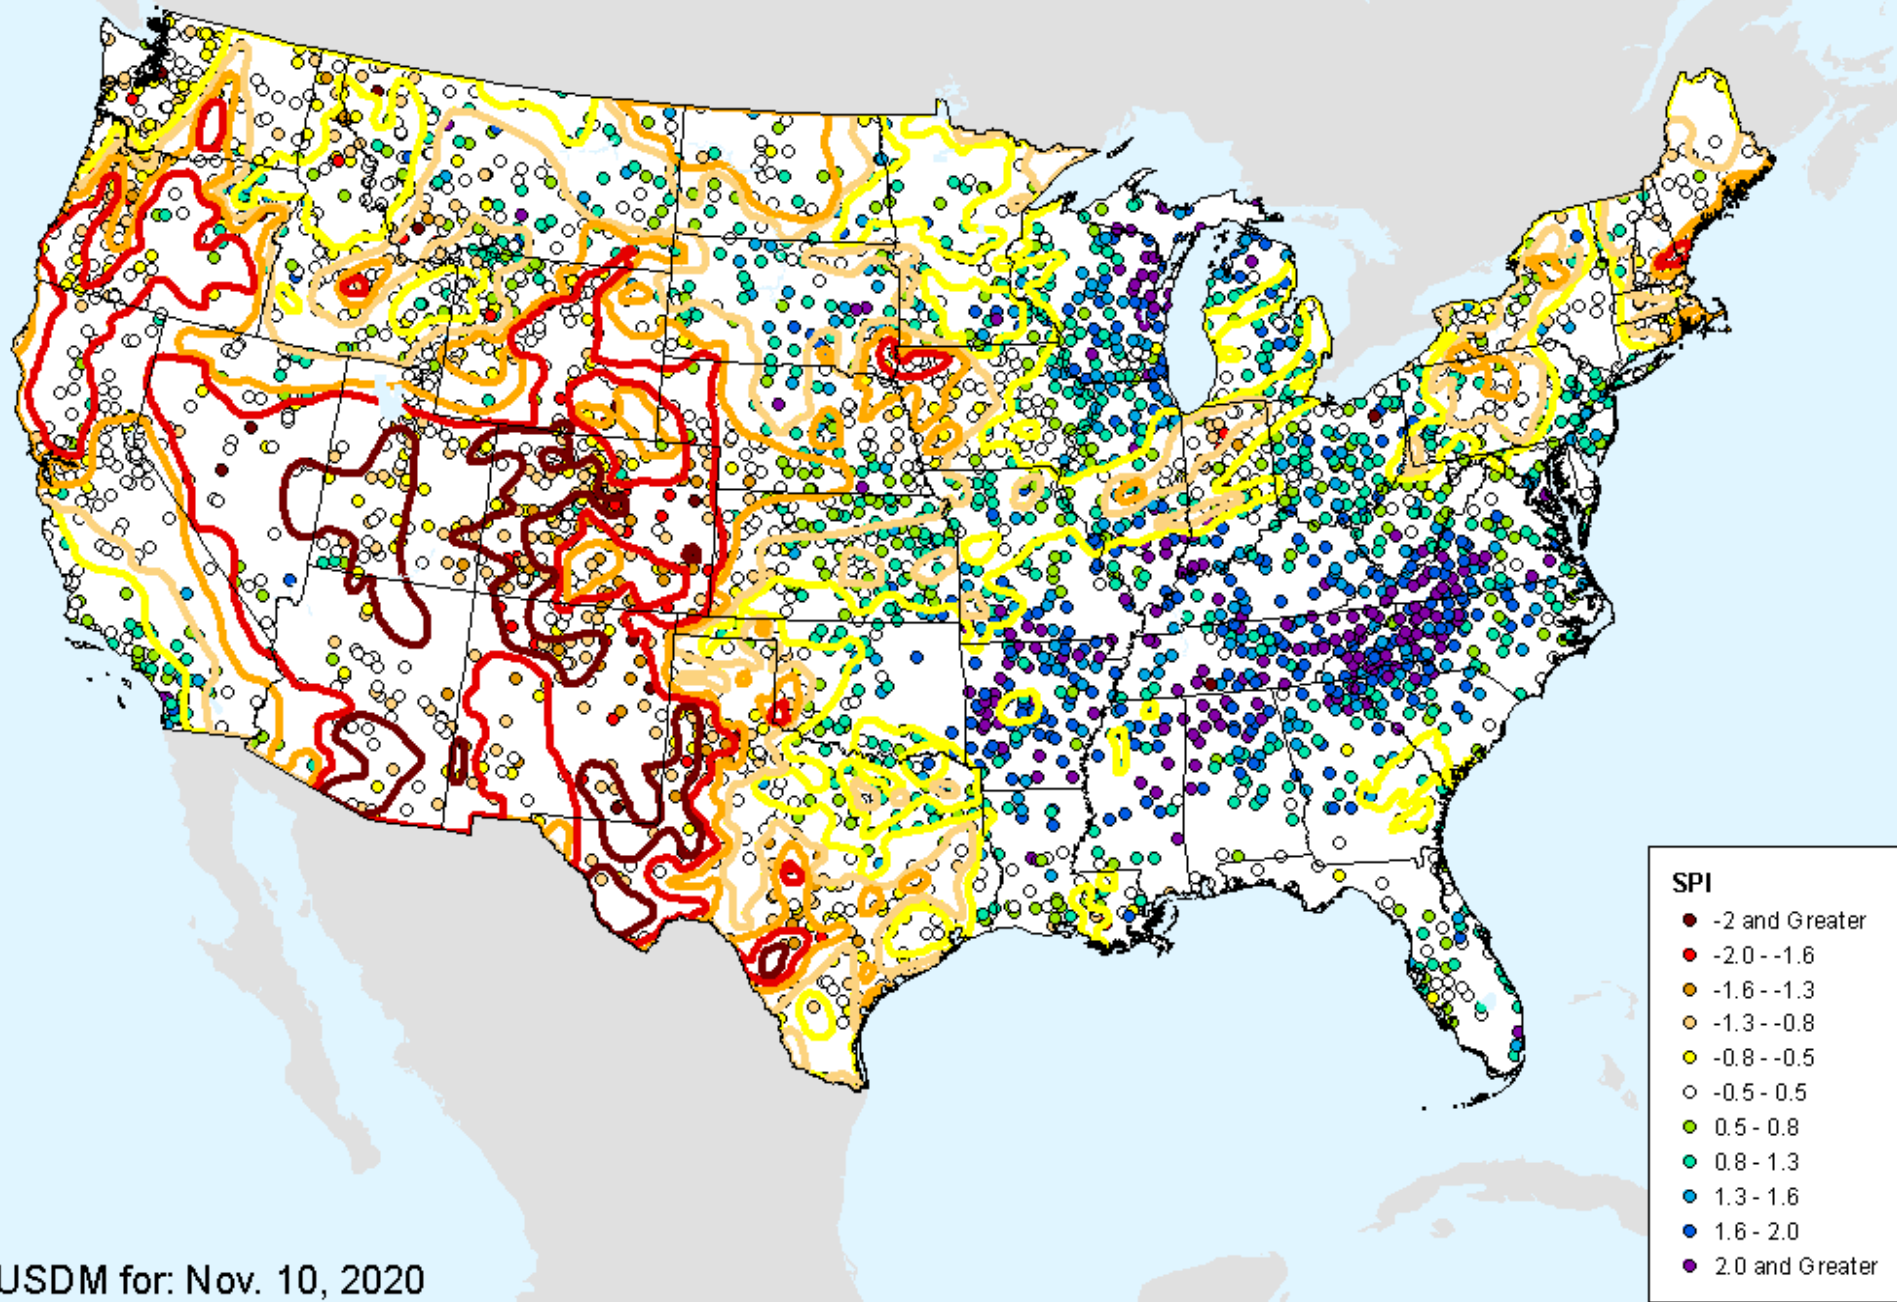 SPI
-2 and Greater
-2.0 - -1.6
-1.6 - -1.3
-1.3 - -0.8
-0.8 - -0.5
-0.5 - 0.5
0.5 - 0.8
0.8 - 1.3
1.3 - 1.6
1.6 - 2.0
2.0 and Greater
USDM for: Nov. 10, 2020